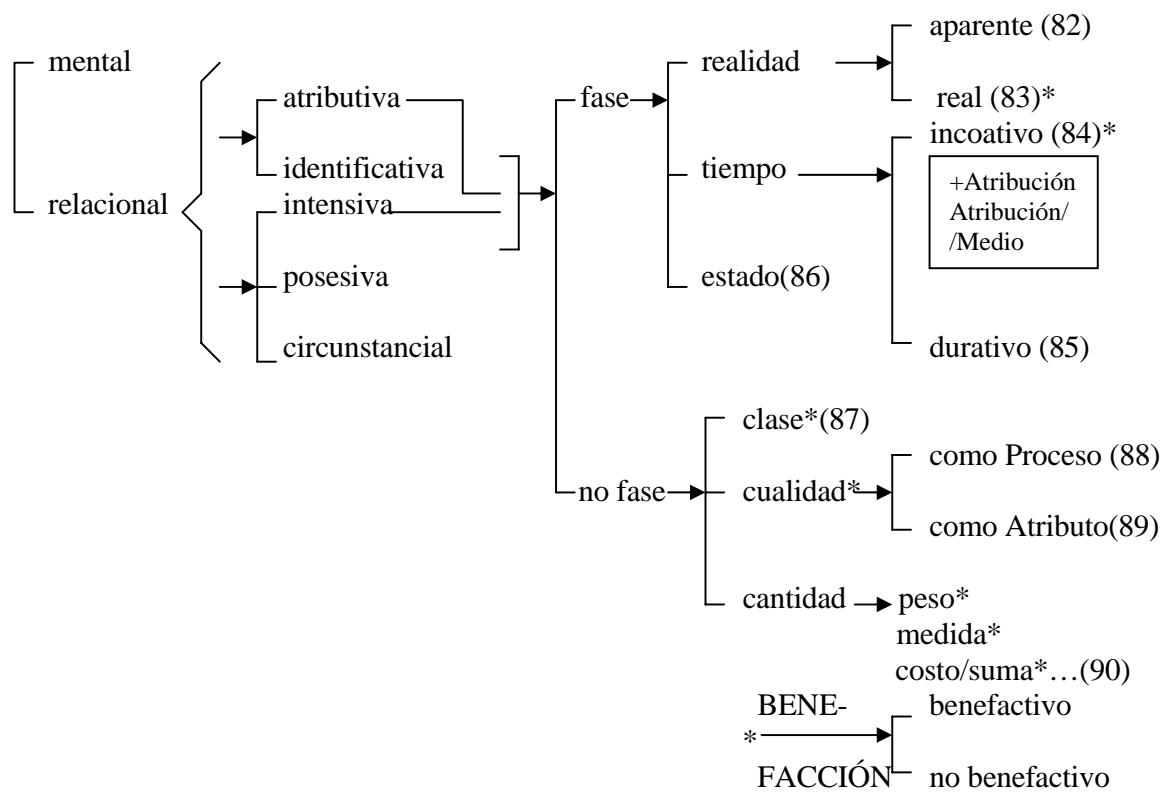 mental
relacional
atributiva
identificativa
intensiva
posesiva
circunstancial
fase
realidad
aparente (82)
real (83)*
tiempo
incoativo (84)*
+Atribución
Atribución/
/Medio
durativo (85)
estado(86)
no fase
clase*(87)
cualidad*
como Proceso (88)
como Atributo(89)
cantidad
peso*
medida*
costo/suma*…(90)
BENE-
*
FACCIÓN
benefactivo
no benefactivo